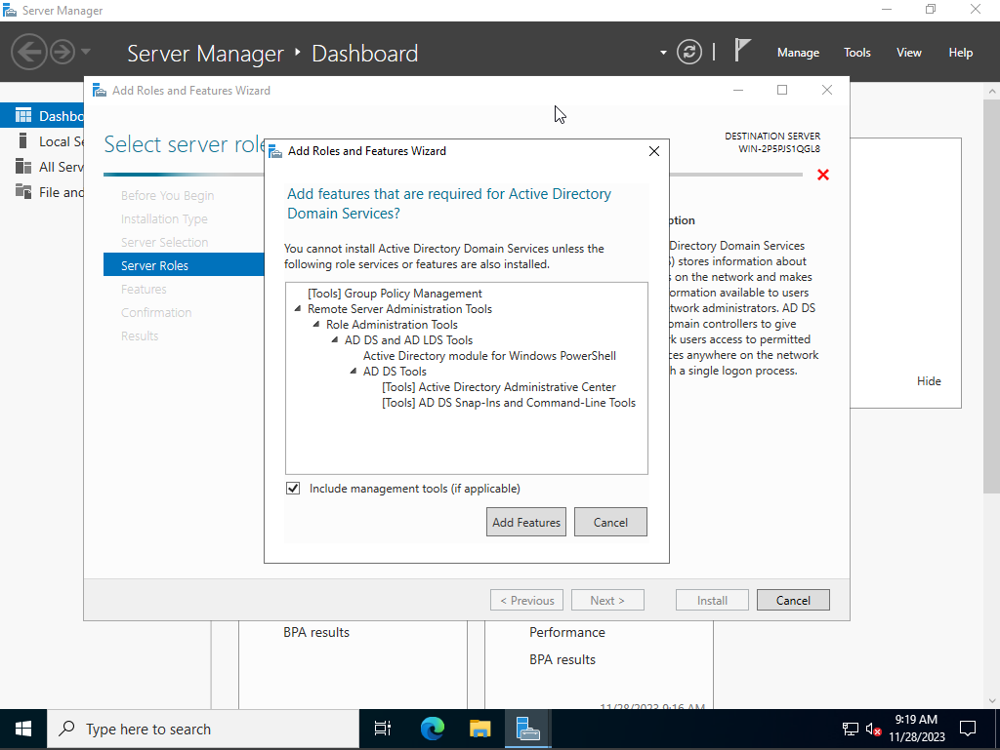 Server Manager
Server Manager Dashboard
Manage Tools View Help
Add Roles and Features Wizard
Dashbo
Local Se
All Serv
File and
Select server role
DESTINATION SERVER
WIN-2P5PJS1QGL8
Before You Begin
Installation Type
Server Selection
Server Roles
Features
Confirmation
Results
Add Roles and Features Wizard
Add features that are required for Active Directory
Domain Services?
You cannot install Active Directory Domain Services unless the
following role services or features are also installed.
[Tools] Group Policy Management
Remote Server Administration Tools
Role Administration Tools
AD DS and AD LDS Tools
Active Directory module for Windows PowerShell
AD DS Tools
[Tools] Active Directory Administrative Center
[Tools] AD DS Snap-Ins and Command-Line Tools
Include management tools (if applicable)
Add Features Cancel
ption
Directory Domain Services
) stores information about
on the network and makes
ormation available to users
twork administrators. AD DS
omain controllers to give
k users access to permitted
ces anywhere on the network
h a single logon process.
Hide
< Previous Next > Install Cancel
BPA results
Performance
BPA results
11/28/2023 9:16 AM
Type here to search
9:19 AM
11/28/2023